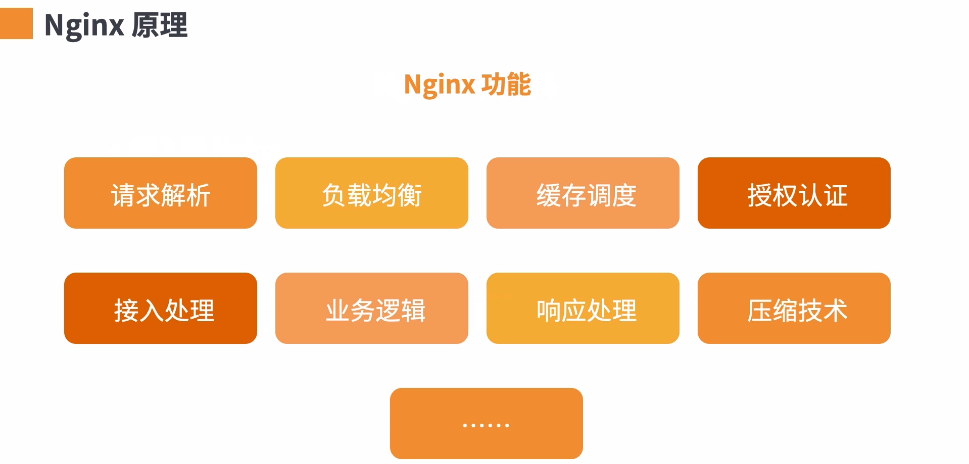 Nginx 原理
Nginx 功能
请求解析 负载均衡 缓存调度 授权认证
接入处理 业务逻辑 响应处理 压缩技术
······